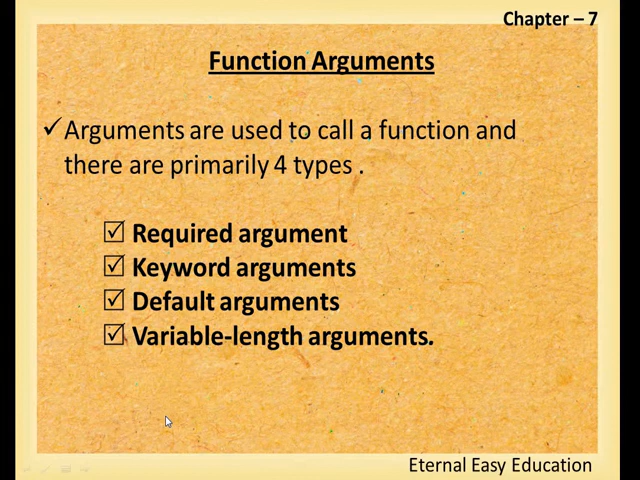 Chapter – 7
Function Arguments
✓Arguments are used to call a function and
there are primarily 4 types .
☑ Required argument
☑ Keyword arguments
☑ Default arguments
☑ Variable-length arguments.
Eternal Easy Education